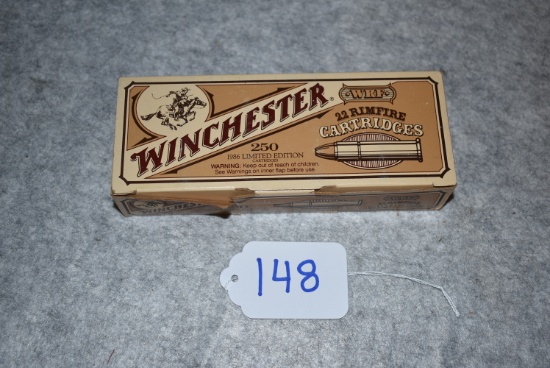 WINCHESTER®
WRF
22 RIMFIRE
CARTRIDGES
250
1986 LIMITED EDITION
CARTRIDGES
WARNING: Keep out of reach of children.
See Warnings on inner flap before use.
148